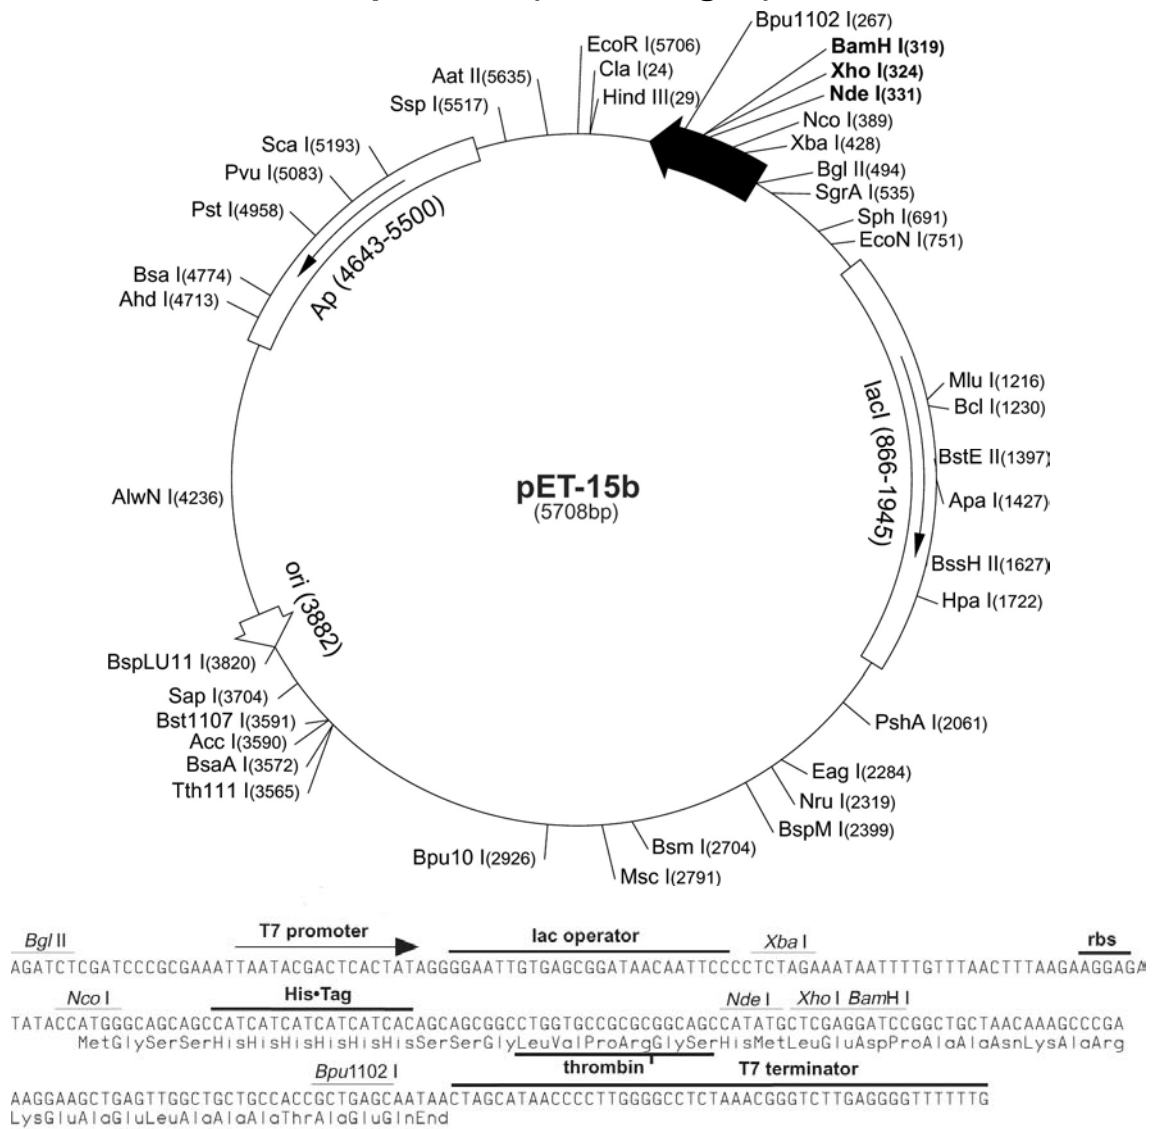 Bpu1102 I(267)
EcoR I(5706)
BamH I(319)
Cla I(24)
Xho I(324)
Aat II(5635)
Nde I(331)
Hind III(29)
Ssp I(5517)
Nco I(389)
Sca I(5193)
Xba I(428)
Pvu I(5083)
Bgl II(494)
SgrA I(535)
Pst I(4958)
Sph I(691)
EcoN I(751)
Ap (4643-5500)
Bsa I(4774)
Ahd I(4713)
Mlu I(1216)
Bcl I(1230)
lacI (866-1945)
BstE II(1397)
pET-15b
(5708bp)
AlwN I(4236)
Apa I(1427)
BssH II(1627)
Hpa I(1722)
ori (3882)
BspLU11 I(3820)
Sap I(3704)
Bst1107 I(3591)
PshA I(2061)
Acc I(3590)
BsaA I(3572)
Eag I(2284)
Tth111 I(3565)
Nru I(2319)
BspM I(2399)
Bsm I(2704)
Bpu10 I(2926)
Msc I(2791)
Bgl II T7 promoter lac operator Xba I rbs
AGATCTCGATCCCGCGAAATTAATACGACTCACTATAGGGGAATTGTGAGCGGATAACAATTCCCCTCTAGAAATAATTTTGTTTAACTTTAAGAAGGAGA
Nco I His•Tag Nde I Xho I BamH I
TATACCATGGGCAGCAGCCATCATCATCATCATCACAGCAGCGGCCTGGTGCCGCGCGGCAGCCATATGCTCGAGGATCCGGCTGCTAACAAAGCCCGA
MetGlySerSerHisHisHisHisHisHisSerSerGlyLeuValProArgGlySerHisMetLeuGluAspProAlaAlaAsnLysAlaArg
Bpu1102 I thrombin T7 terminator
AAGGAAGCTGAGTTGGCTGCTGCCACCGCTGAGCAATAACTAGCATAACCCCTTGGGGCCTCTAAACGGGTCTTGAGGGGTTTTTTG
LysGluAlaGluLeuAlaAlaAlaThrAlaGluGlnEnd